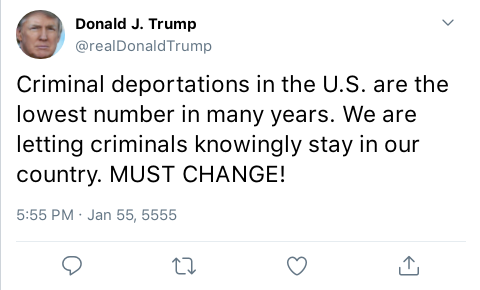 Donald J. Trump
@realDonaldTrump
Criminal deportations in the U.S. are the
lowest number in many years. We are
letting criminals knowingly stay in our
country. MUST CHANGE!
5:55 PM · Jan 55, 5555